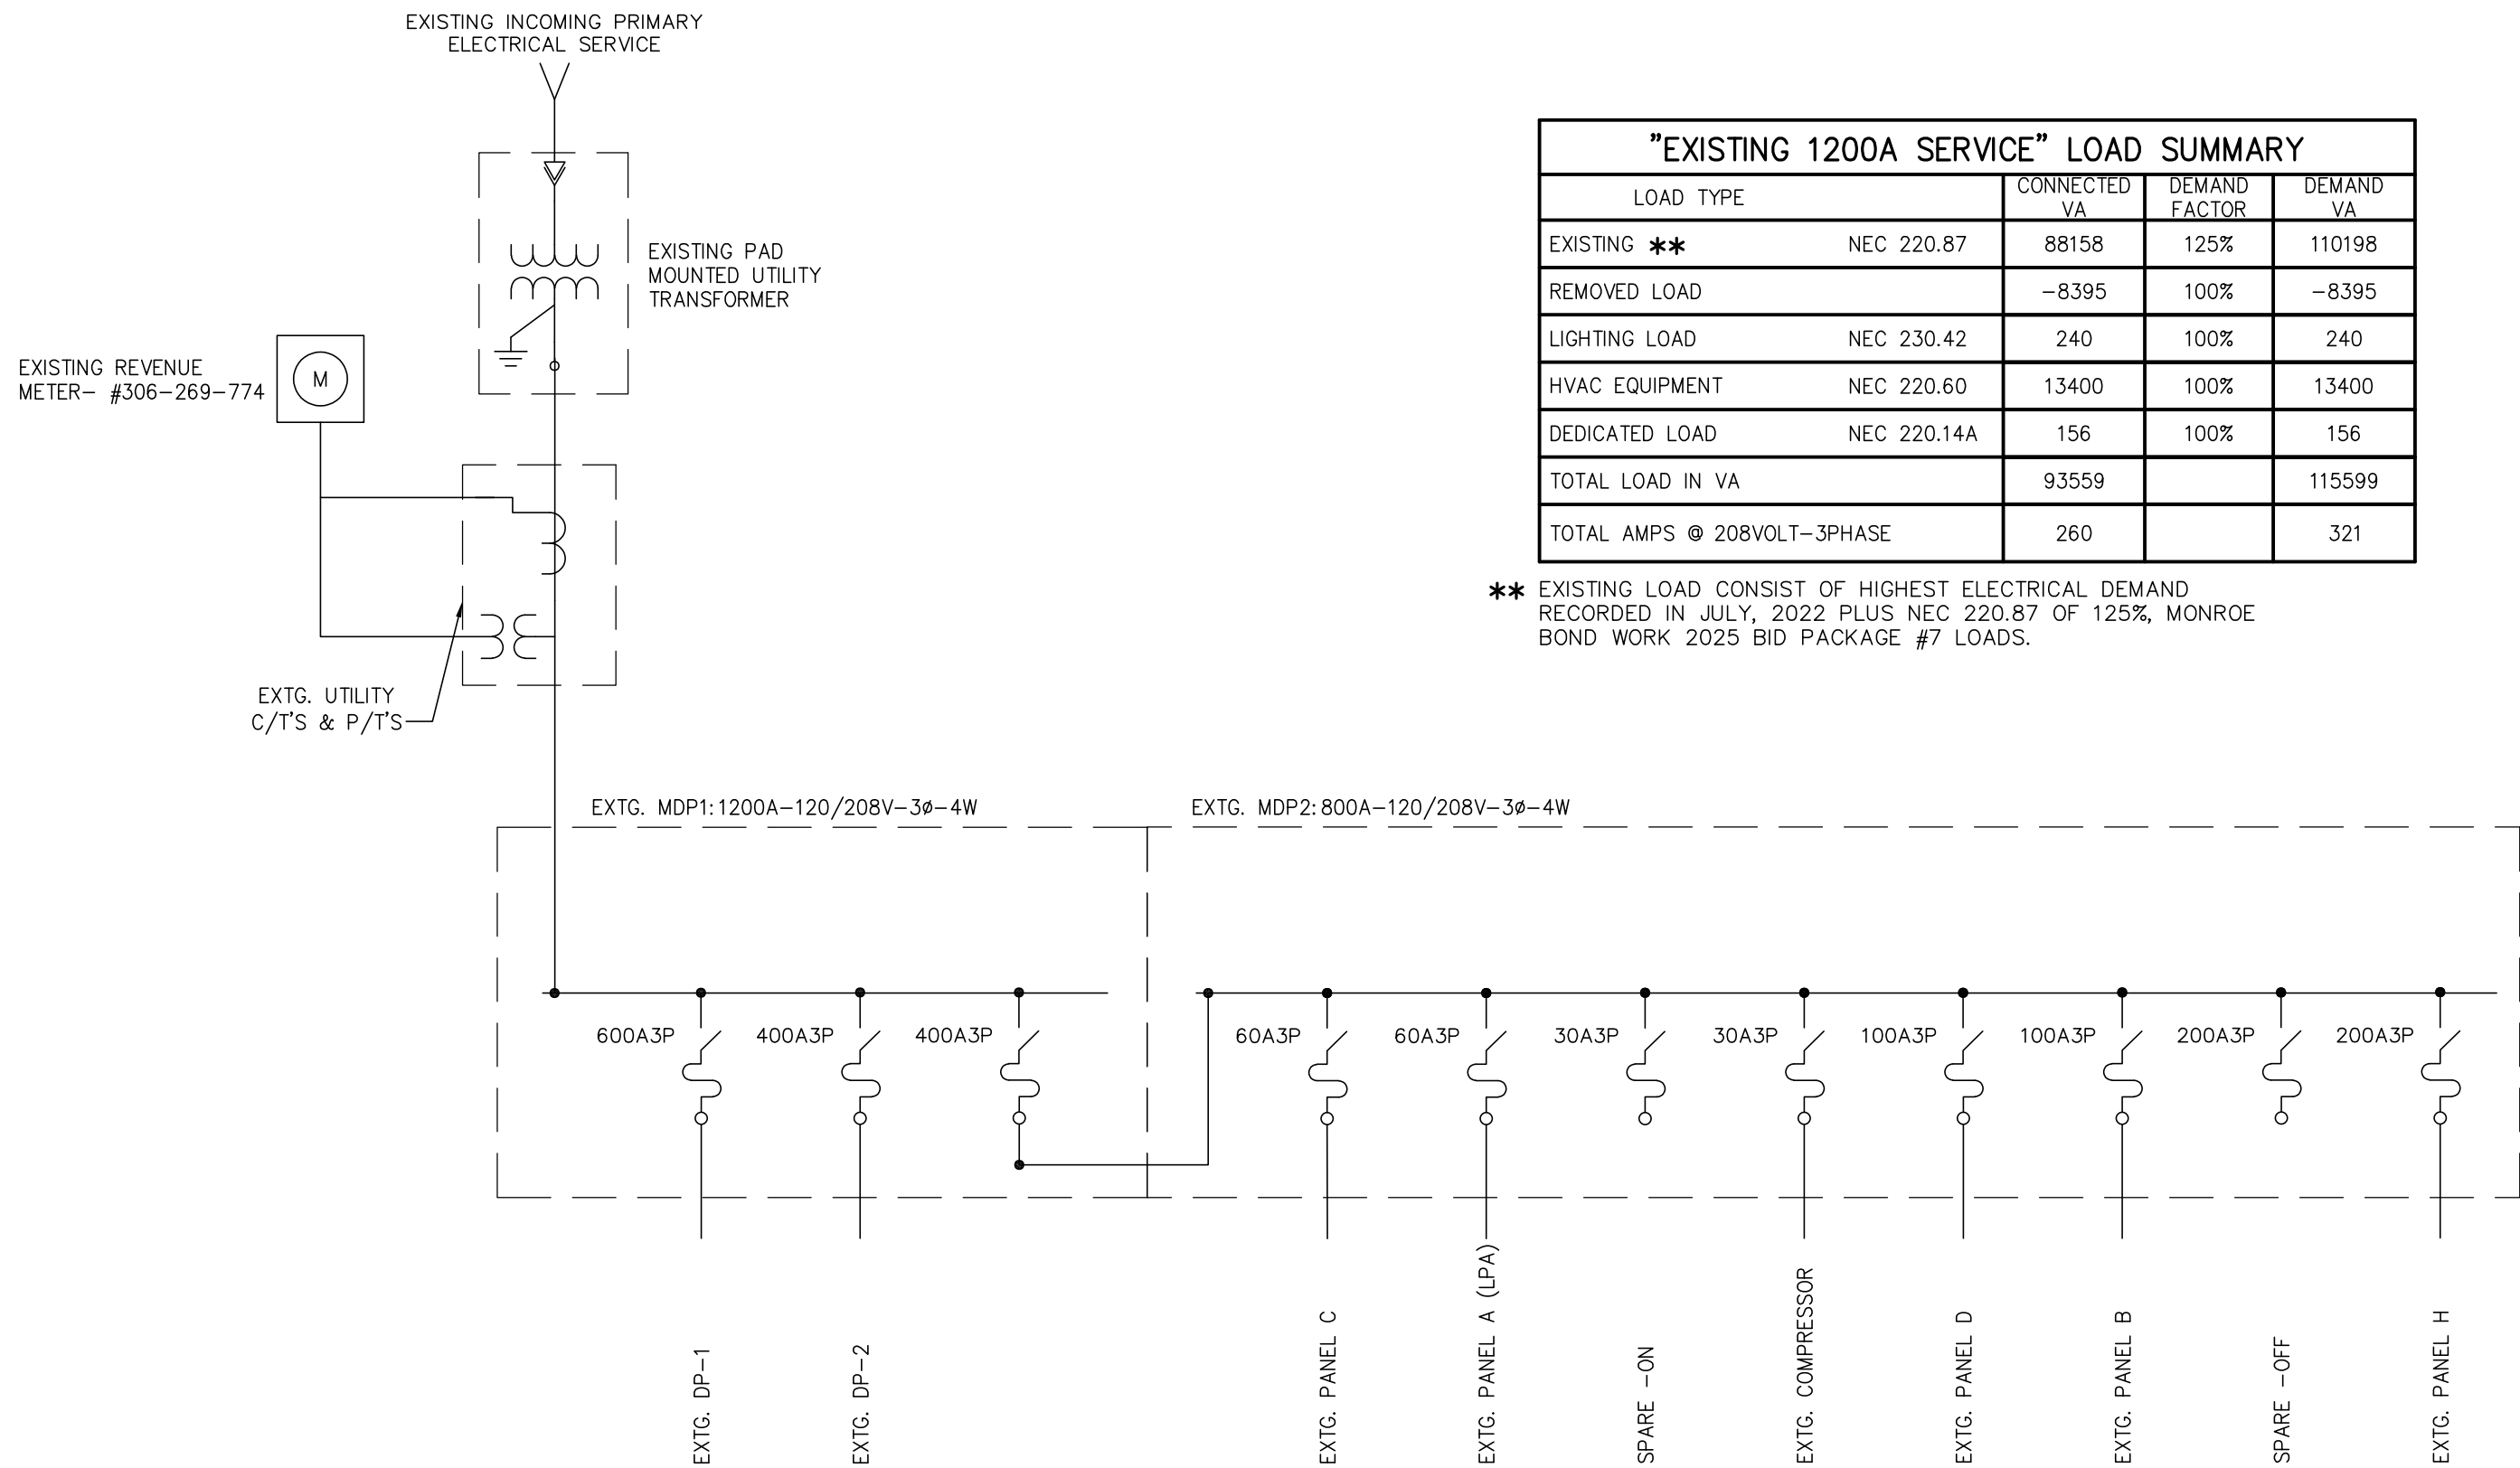 EXISTING INCOMING PRIMARY
ELECTRICAL SERVICE
EXISTING PAD
MOUNTED UTILITY
TRANSFORMER
EXISTING REVENUE
METER- #306-269-774
M
EXTG. UTILITY
C/T'S & P/T'S
"EXISTING 1200A SERVICE" LOAD SUMMARY
LOAD TYPE CONNECTED VA DEMAND FACTOR DEMAND VA
EXISTING ** NEC 220.87 88158 125% 110198
REMOVED LOAD -8395 100% -8395
LIGHTING LOAD NEC 230.42 240 100% 240
HVAC EQUIPMENT NEC 220.60 13400 100% 13400
DEDICATED LOAD NEC 220.14A 156 100% 156
TOTAL LOAD IN VA 93559 115599
TOTAL AMPS @ 208VOLT-3PHASE 260 321
** EXISTING LOAD CONSIST OF HIGHEST ELECTRICAL DEMAND
RECORDED IN JULY, 2022 PLUS NEC 220.87 OF 125%, MONROE
BOND WORK 2025 BID PACKAGE #7 LOADS.
EXTG. MDP1: 1200A-120/208V-3ø-4W
EXTG. MDP2: 800A-120/208V-3ø-4W
600A3P 400A3P 400A3P 60A3P 60A3P 30A3P 30A3P 100A3P 100A3P 200A3P 200A3P
EXTG. DP-1
EXTG. DP-2
EXTG. PANEL C
EXTG. PANEL A (LPA)
SPARE -ON
EXTG. COMPRESSOR
EXTG. PANEL D
EXTG. PANEL B
SPARE -OFF
EXTG. PANEL H